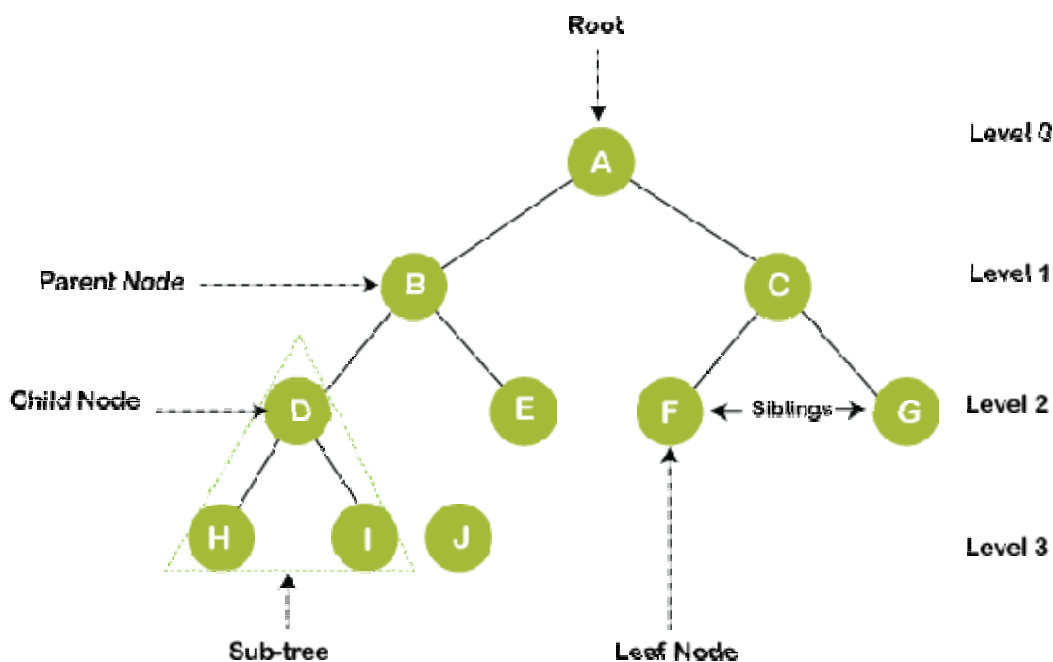 Root
Level 0
A
Parent Node
B
C
Level 1
Child Node
D
E
F
Siblings
G
Level 2
H
I
J
Level 3
Sub-tree
Leaf Node